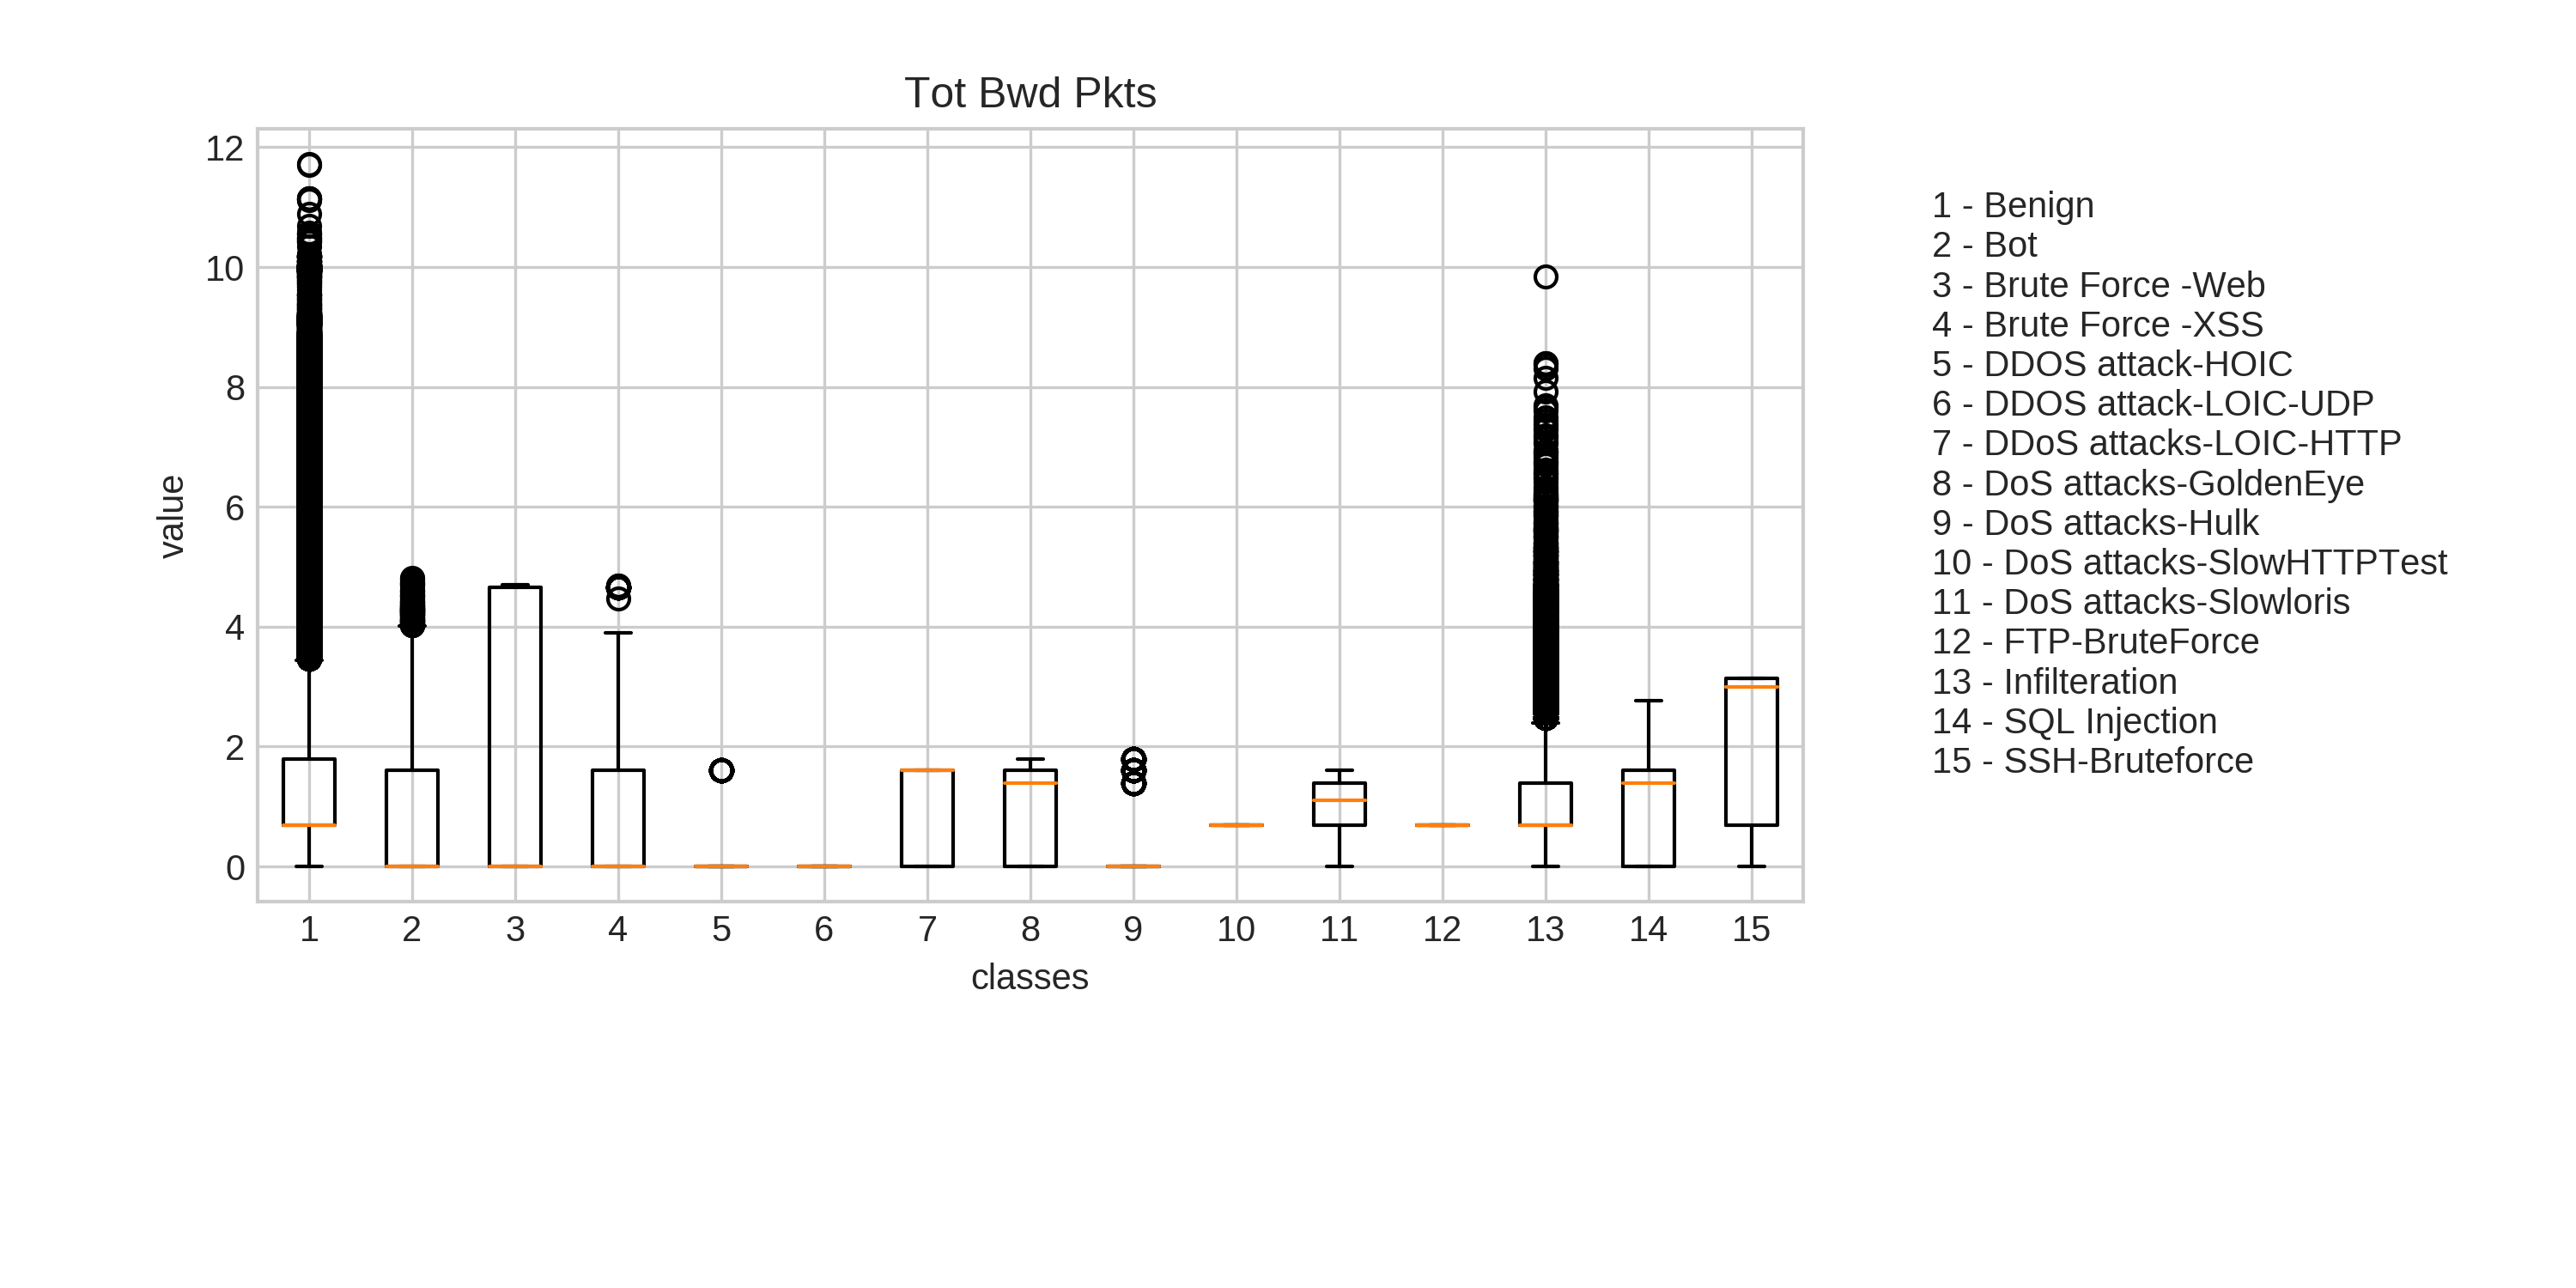 Tot Bwd Pkts
12
10
8
6
4
2
0
value
1 2 3 4 5 6 7 8 9 10 11 12 13 14 15
classes
1 - Benign
2 - Bot
3 - Brute Force -Web
4 - Brute Force -XSS
5 - DDOS attack-HOIC
6 - DDOS attack-LOIC-UDP
7 - DDoS attacks-LOIC-HTTP
8 - DoS attacks-GoldenEye
9 - DoS attacks-Hulk
10 - DoS attacks-SlowHTTPTest
11 - DoS attacks-Slowloris
12 - FTP-BruteForce
13 - Infilteration
14 - SQL Injection
15 - SSH-Bruteforce